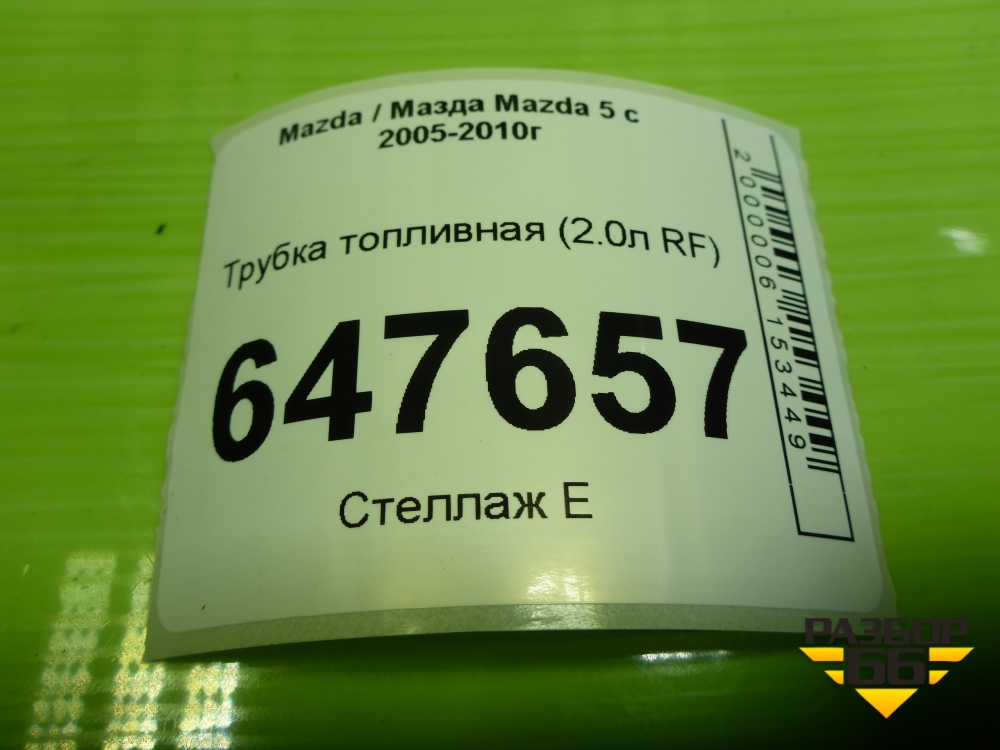 Mazda / Мазда Mazda 5 с
2005-2010г
Трубка топливная (2.0л RF)
647657
Стеллаж Е
2000006153449
РАЗБОР
66